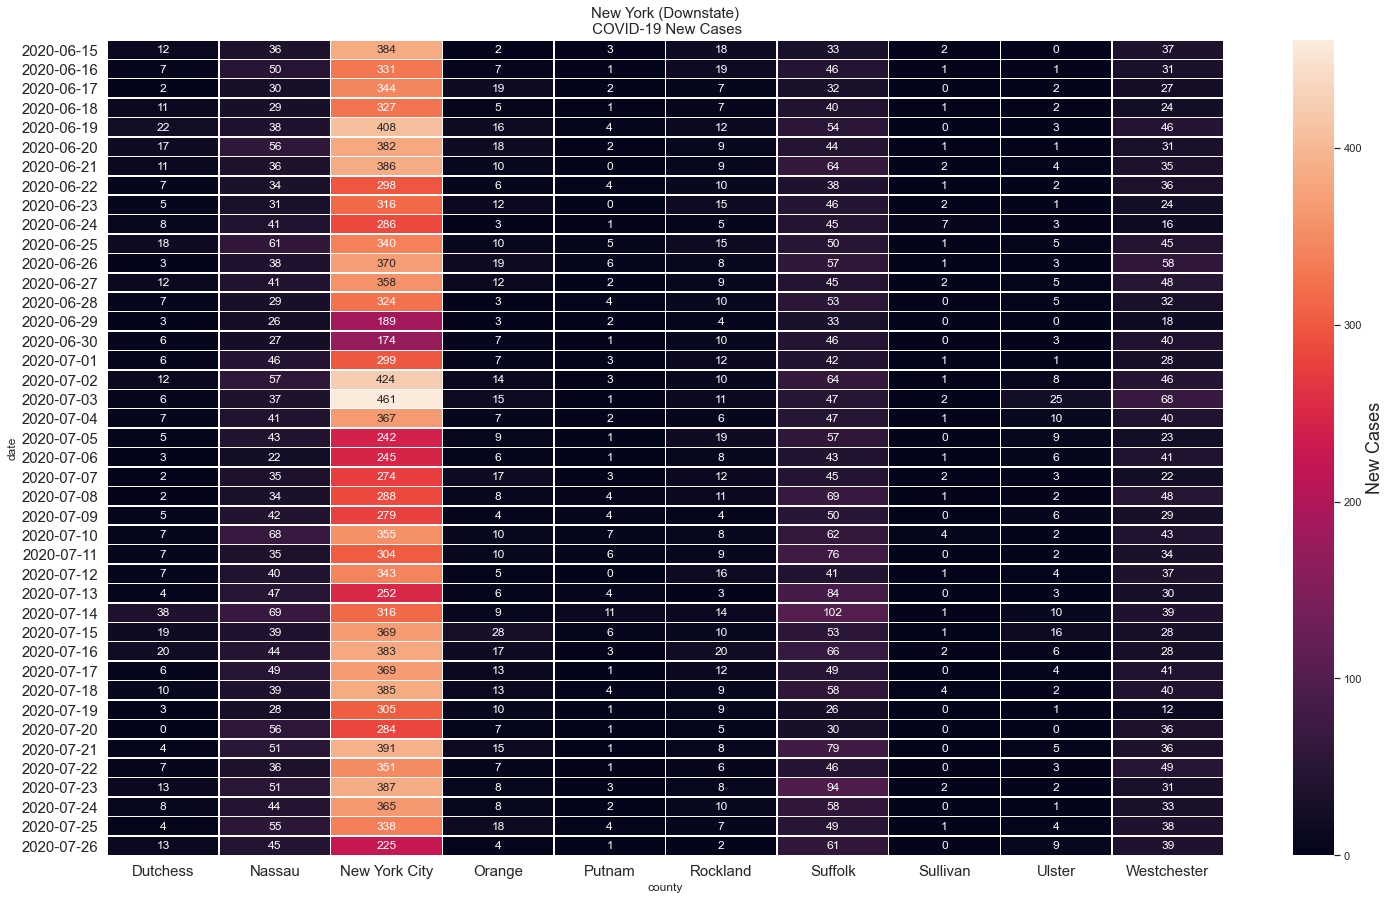 New York (Downstate)
COVID-19 New Cases
2020-06-15 12 36 384 2 3 18 33 2 0 37
2020-06-16 7 50 331 7 1 19 46 1 1 31
2020-06-17 2 30 344 19 2 7 32 0 2 27
2020-06-18 11 29 327 5 1 7 40 1 2 24
2020-06-19 22 38 408 16 4 12 54 0 3 46
2020-06-20 17 56 382 18 2 9 44 1 1 31
400
2020-06-21 11 36 386 10 0 9 64 2 4 35
2020-06-22 7 34 298 6 4 10 38 1 2 36
2020-06-23 5 31 316 12 0 15 46 2 1 24
2020-06-24 8 41 286 3 1 5 45 7 3 16
2020-06-25 18 61 340 10 5 15 50 1 5 45
2020-06-26 3 38 370 19 6 8 57 1 3 58
2020-06-27 12 41 358 12 2 9 45 2 5 48
2020-06-28 7 29 324 3 4 10 53 0 5 32
2020-06-29 3 26 189 3 2 4 33 0 0 18
300
2020-06-30 6 27 174 7 1 10 46 0 3 40
2020-07-01 6 46 299 7 3 12 42 1 1 28
2020-07-02 12 57 424 14 3 10 64 1 8 46
2020-07-03 6 37 461 15 1 11 47 2 25 68
2020-07-04 7 41 367 7 2 6 47 1 10 40
2020-07-05 5 43 242 9 1 19 57 0 9 23
date
New Cases
2020-07-06 3 22 245 6 1 8 43 1 6 41
2020-07-07 2 35 274 17 3 12 45 2 3 22
2020-07-08 2 34 288 8 4 11 69 1 2 48
200
2020-07-09 5 42 279 4 4 4 50 0 6 29
2020-07-10 7 68 355 10 7 8 62 4 2 43
2020-07-11 7 35 304 10 6 9 76 0 2 34
2020-07-12 7 40 343 5 0 16 41 1 4 37
2020-07-13 4 47 252 6 4 3 84 0 3 30
2020-07-14 38 69 316 9 11 14 102 1 10 39
2020-07-15 19 39 369 28 6 10 53 1 16 28
2020-07-16 20 44 383 17 3 20 66 2 6 28
2020-07-17 6 49 369 13 1 12 49 0 4 41
100
2020-07-18 10 39 385 13 4 9 58 4 2 40
2020-07-19 3 28 305 10 1 9 26 0 1 12
2020-07-20 0 56 284 7 1 5 30 0 0 36
2020-07-21 4 51 391 15 1 8 79 0 5 36
2020-07-22 7 36 351 7 1 6 46 0 3 49
2020-07-23 13 51 387 8 3 8 94 2 2 31
2020-07-24 8 44 365 8 2 10 58 0 1 33
2020-07-25 4 55 338 18 4 7 49 1 4 38
2020-07-26 13 45 225 4 1 2 61 0 9 39
0
Dutchess Nassau New York City Orange Putnam Rockland Suffolk Sullivan Ulster Westchester
county